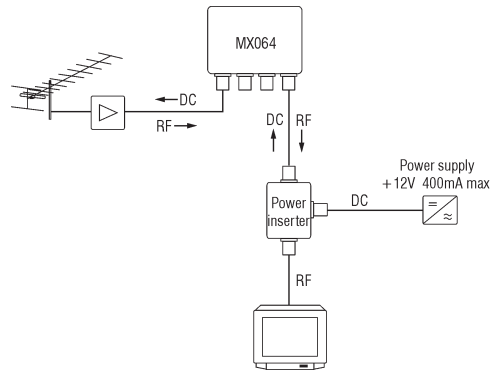 MX064
DC
RF
DC RF
Power supply
+12V 400mA max
DC
Power
inserter
RF